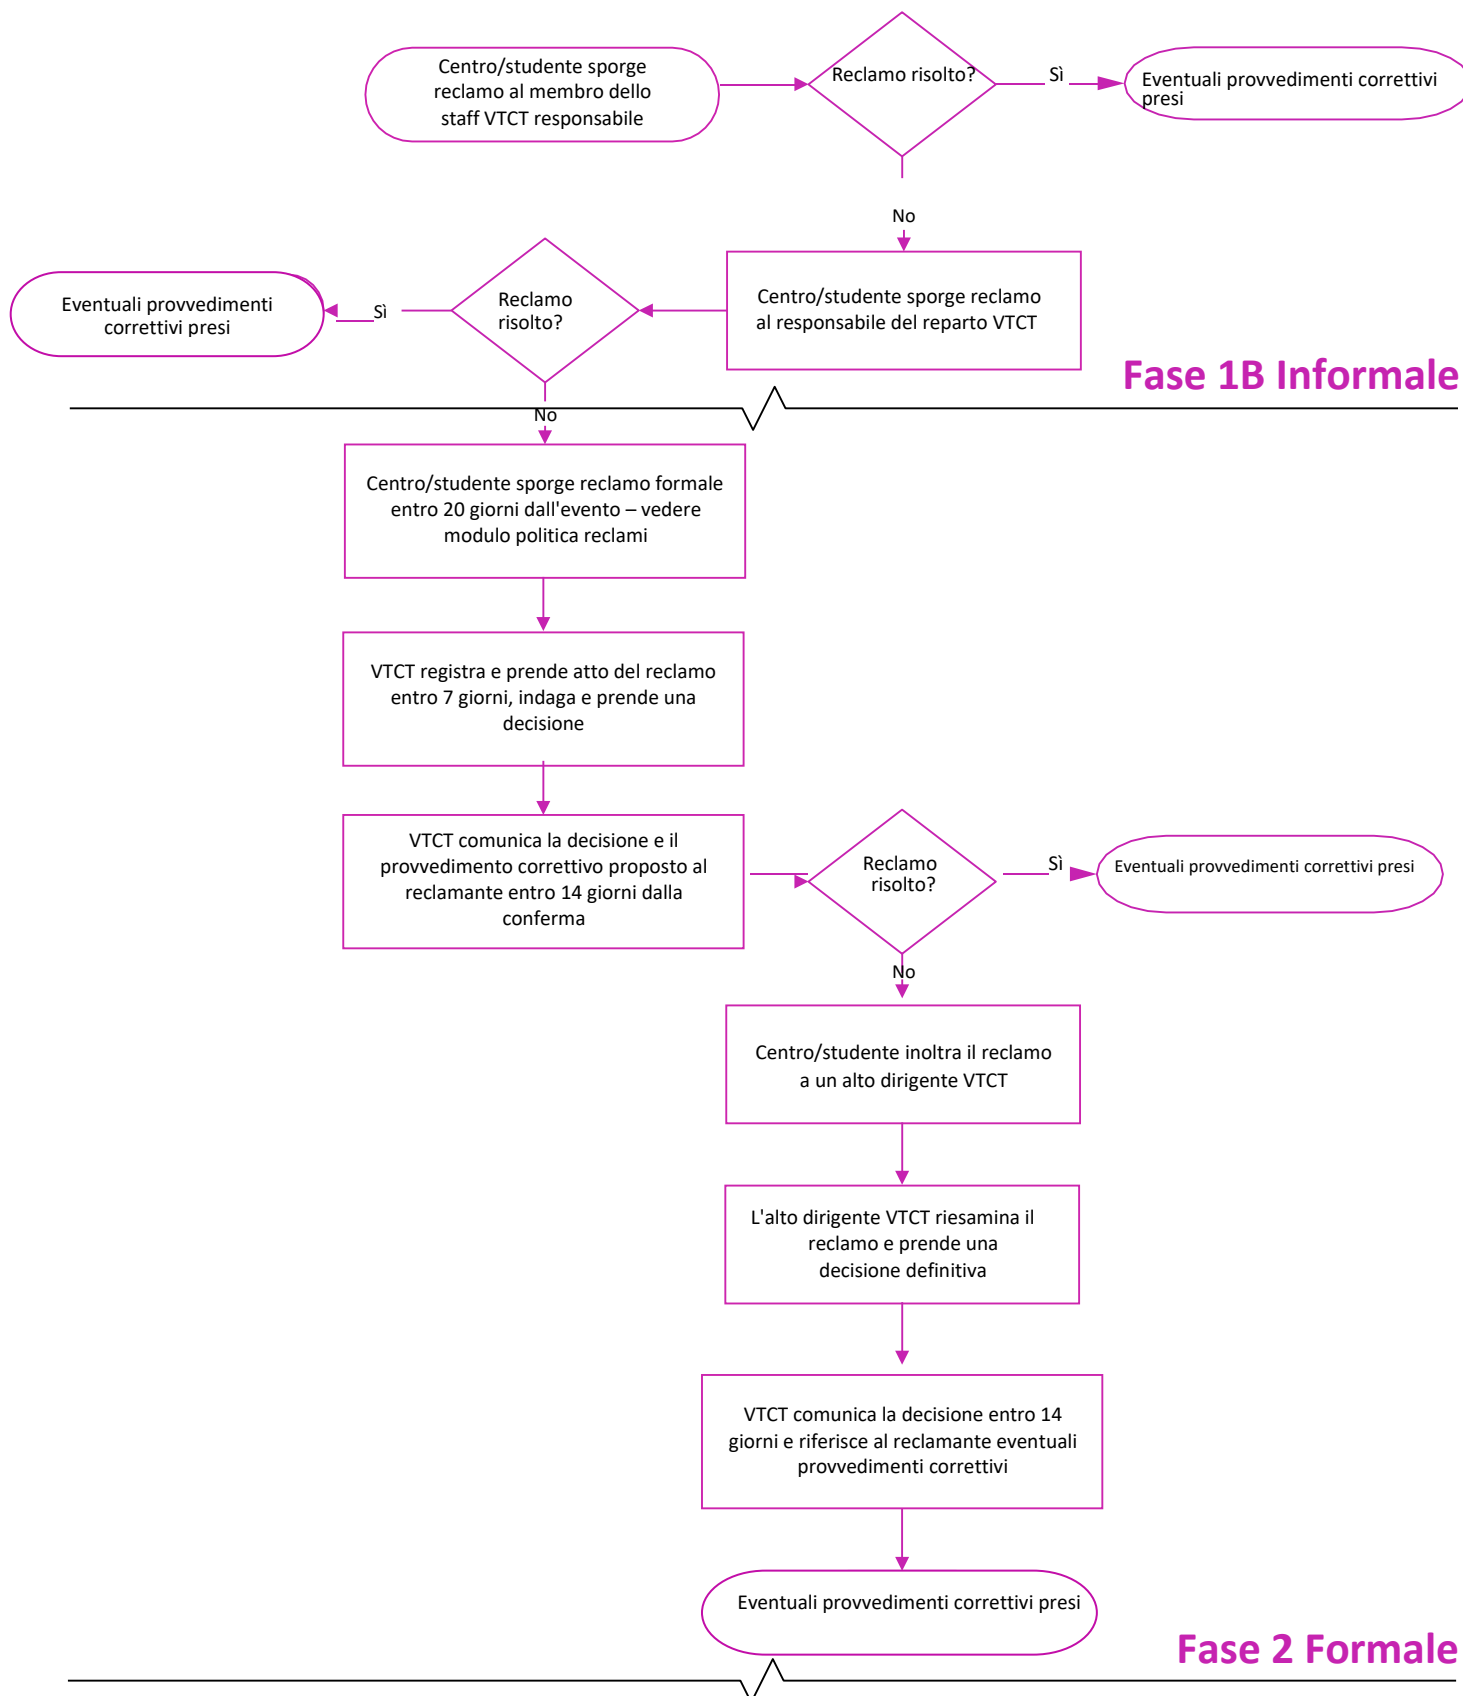 Centro/studente sporge
reclamo al membro dello
staff VTCT responsabile
Reclamo risolto?
Sì
Eventuali provvedimenti correttivi
presi
No
Centro/studente sporge reclamo
al responsabile del reparto VTCT
Reclamo
risolto?
Sì
Eventuali provvedimenti
correttivi presi
Fase 1B Informale
No
Centro/studente sporge reclamo formale
entro 20 giorni dall'evento – vedere
modulo politica reclami
VTCT registra e prende atto del reclamo
entro 7 giorni, indaga e prende una
decisione
VTCT comunica la decisione e il
provvedimento correttivo proposto al
reclamante entro 14 giorni dalla
conferma
Reclamo
risolto?
Sì
Eventuali provvedimenti correttivi presi
No
Centro/studente inoltra il reclamo
a un alto dirigente VTCT
L'alto dirigente VTCT riesamina il
reclamo e prende una
decisione definitiva
VTCT comunica la decisione entro 14
giorni e riferisce al reclamante eventuali
provvedimenti correttivi
Eventuali provvedimenti correttivi presi
Fase 2 Formale